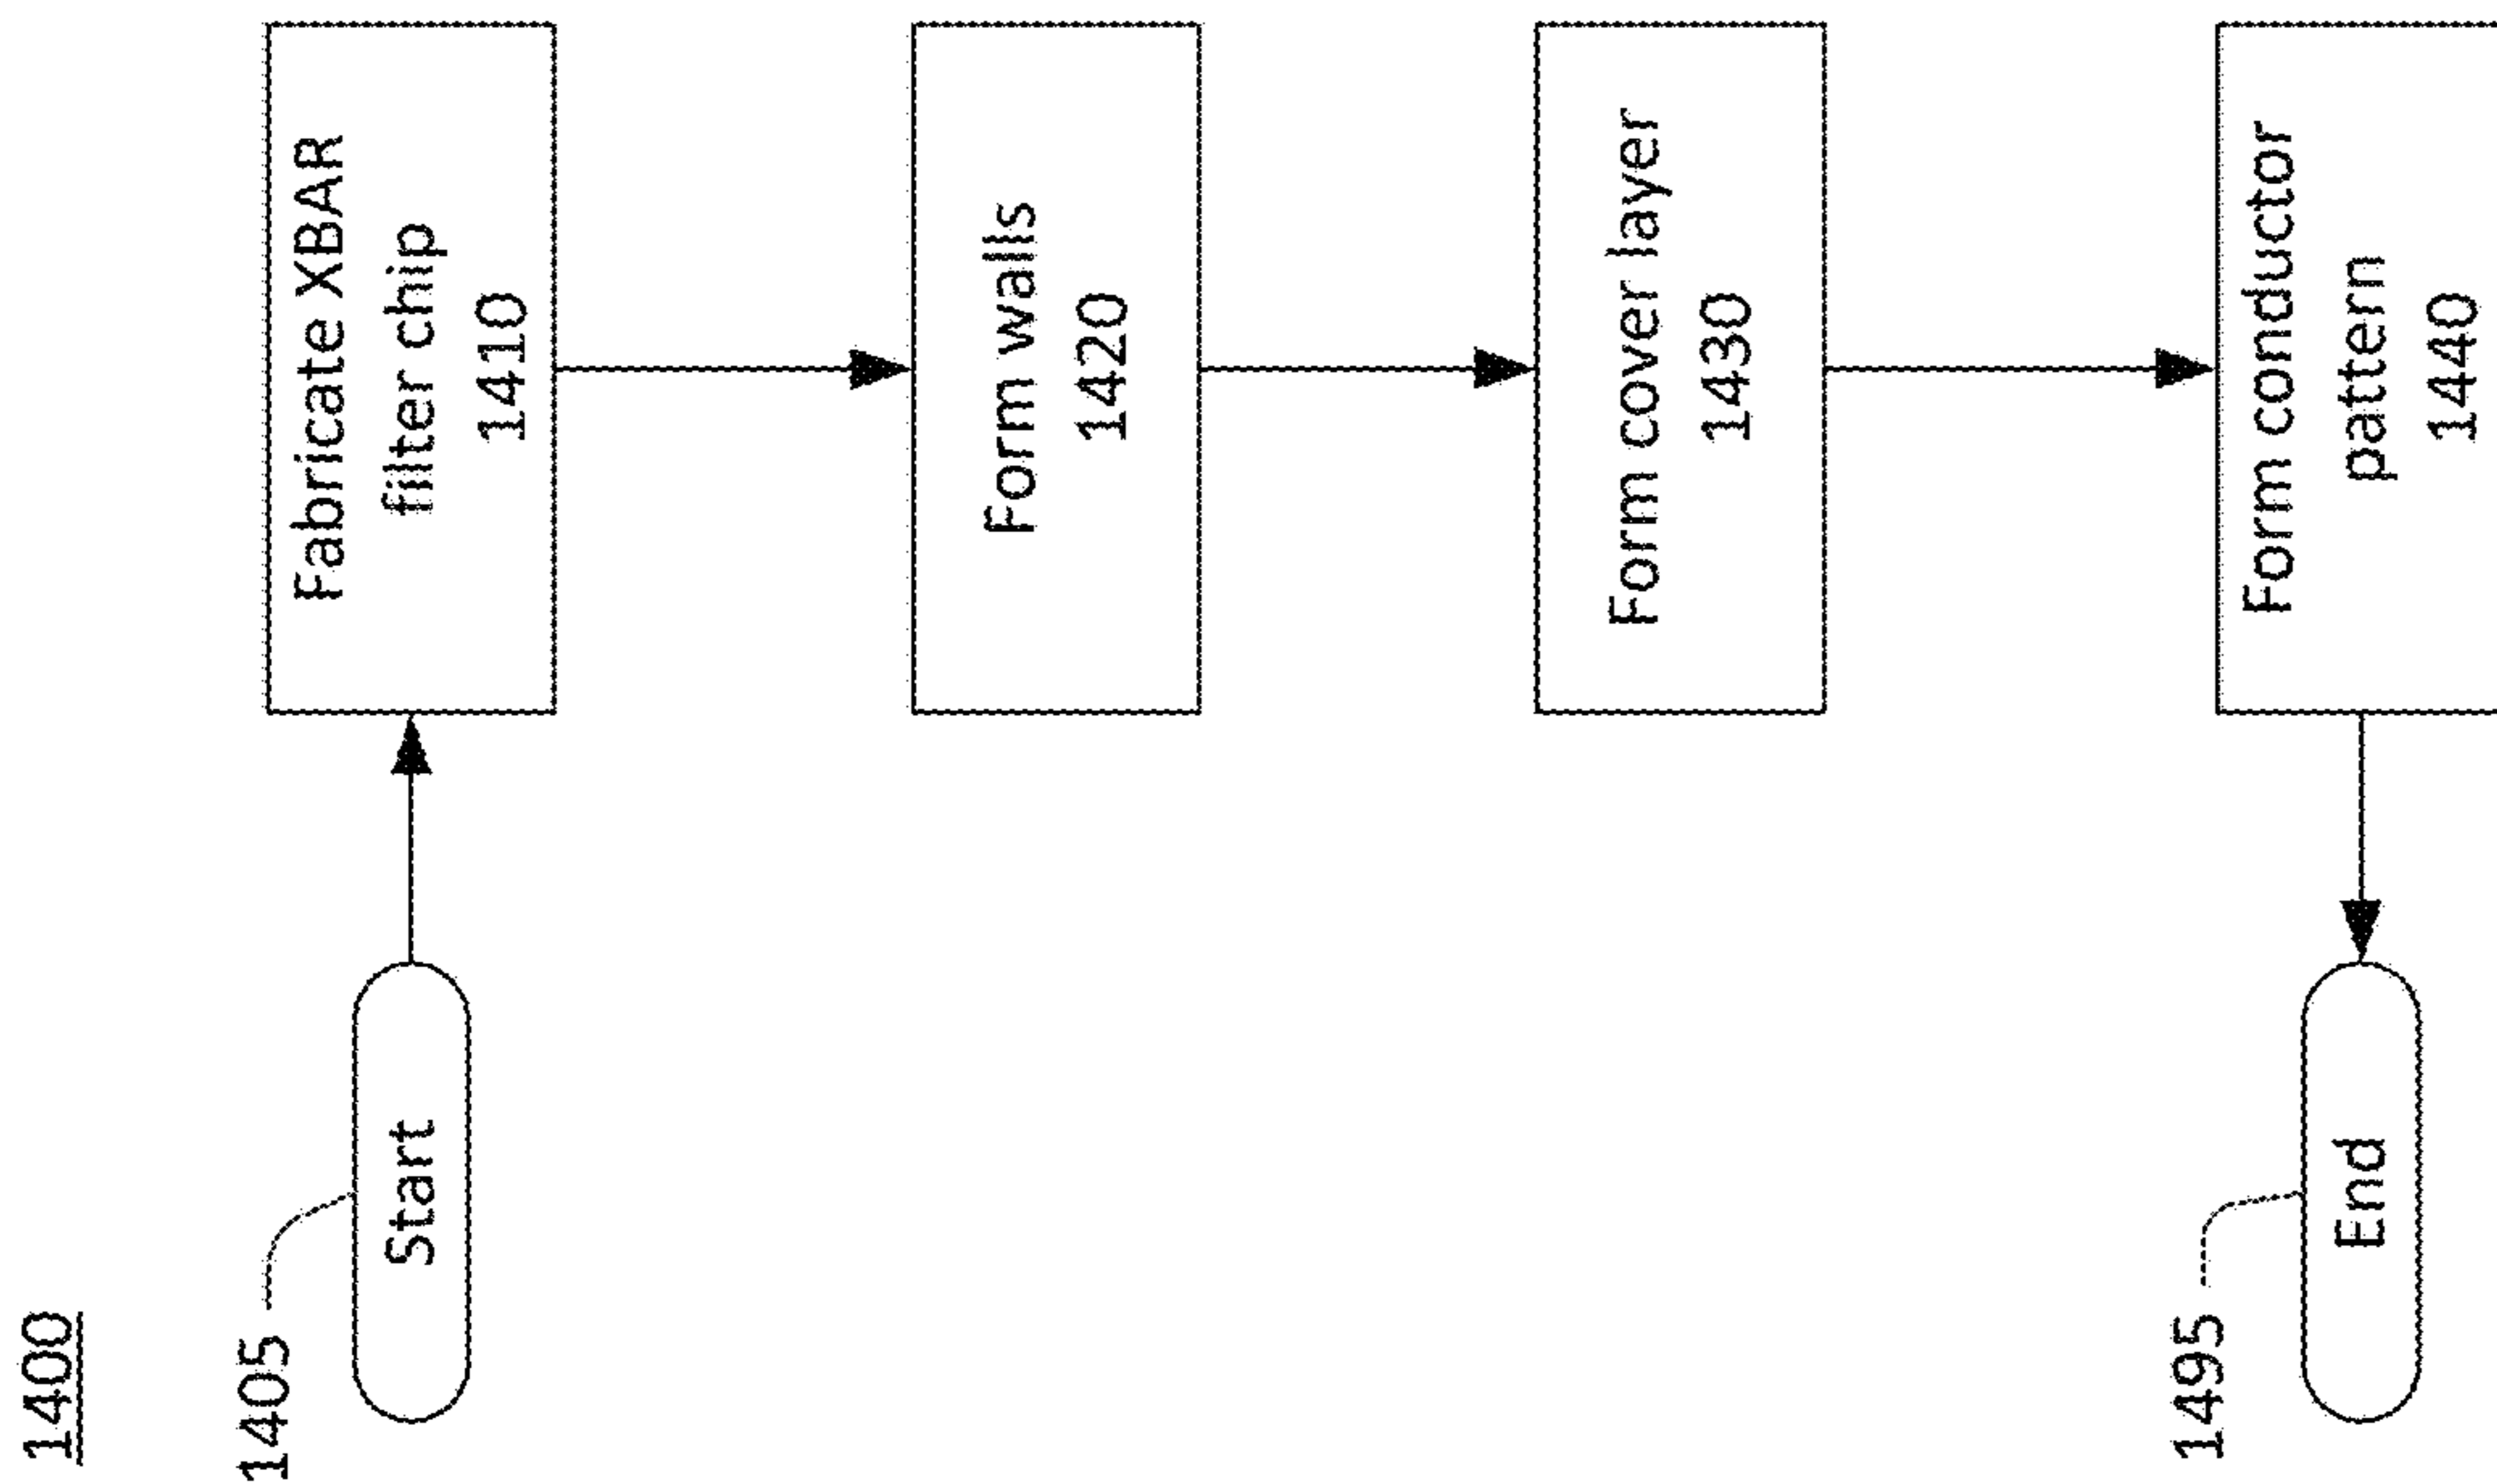 1400
1405
Start
Fabricate XBAR
filter chip
1410
Form walls
1420
Form cover layer
1430
Form conductor
pattern
1440
1495
End